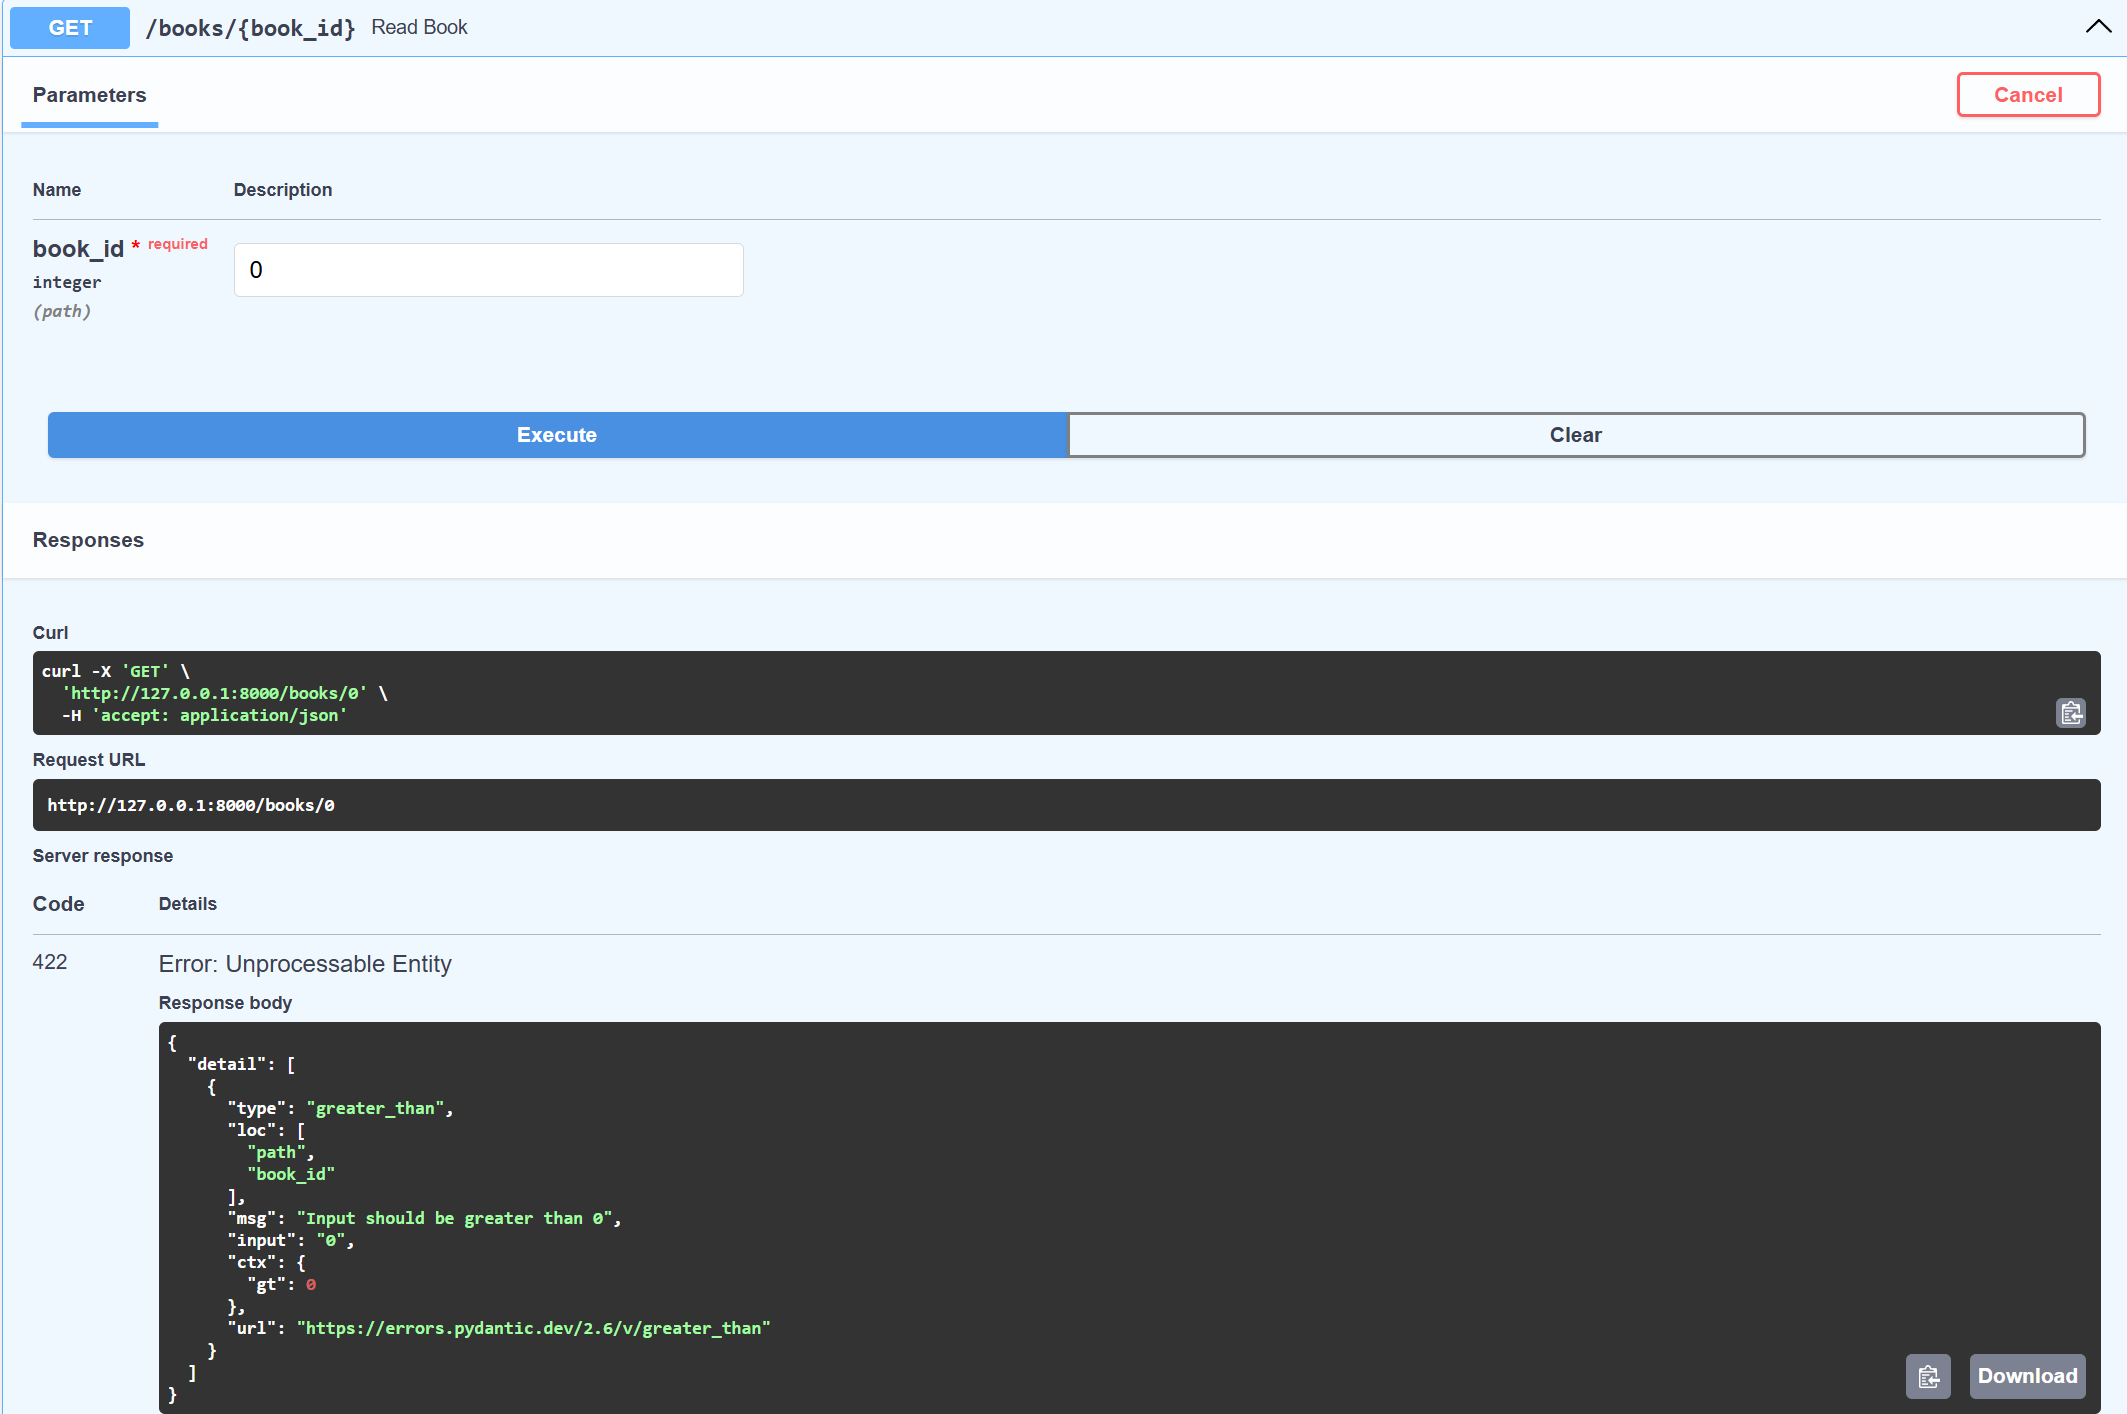 GET /books/{book_id} Read Book
Parameters
Cancel
Name Description
book_id * required
integer
(path)
0
Execute Clear
Responses
Curl
curl -X 'GET' \
  'http://127.0.0.1:8000/books/0' \
  -H 'accept: application/json'
Request URL
http://127.0.0.1:8000/books/0
Server response
Code Details
422 Error: Unprocessable Entity
Response body
{
  "detail": [
    {
      "type": "greater_than",
      "loc": [
        "path",
        "book_id"
      ],
      "msg": "Input should be greater than 0",
      "input": "0",
      "ctx": {
        "gt": 0
      },
      "url": "https://errors.pydantic.dev/2.6/v/greater_than"
    }
  ]
}
Download